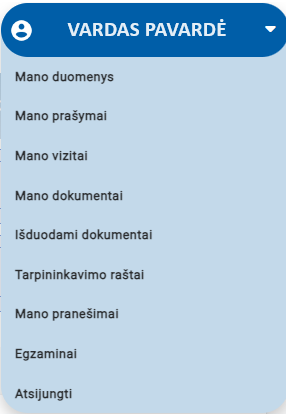 VARDAS PAVARDĖ
Mano duomenys
Mano prašymai
Mano vizitai
Mano dokumentai
Išduodami dokumentai
Tarpininkavimo raštai
Mano pranešimai
Egzaminai
Atsijungti